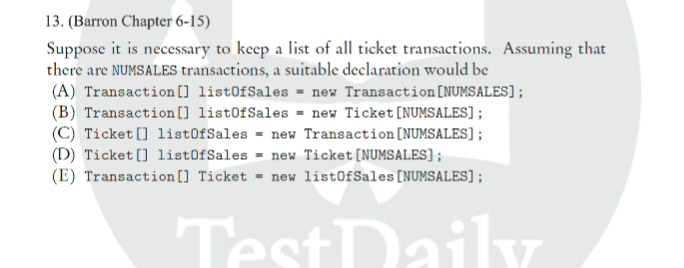 13. (Barron Chapter 6-15)
Suppose it is necessary to keep a list of all ticket transactions. Assuming that
there are NUMSALES transactions, a suitable declaration would be
(A) Transaction[] listOfSales = new Transaction[NUMSALES];
(B) Transaction[] listOfSales = new Ticket[NUMSALES];
(C) Ticket[] listOfSales = new Transaction[NUMSALES];
(D) Ticket[] listOfSales = new Ticket[NUMSALES];
(E) Transaction[] Ticket = new listOfSales[NUMSALES];
TestDaily